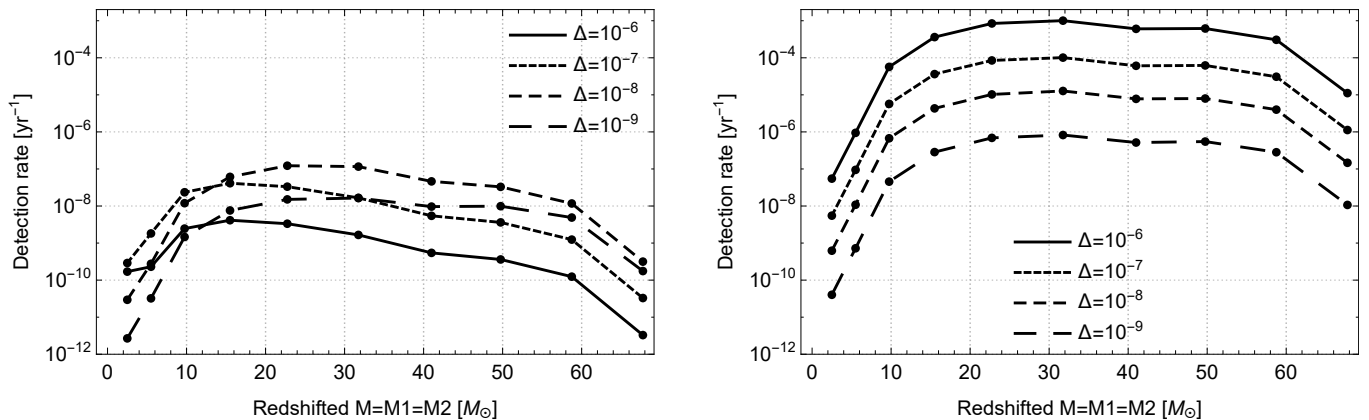 Detection rate [yr⁻¹]
10⁻⁴
10⁻⁶
10⁻⁸
10⁻¹⁰
10⁻¹²
Δ=10⁻⁶
Δ=10⁻⁷
Δ=10⁻⁸
Δ=10⁻⁹
0 10 20 30 40 50 60
Redshifted M=M1=M2 [M⊙]
Detection rate [yr⁻¹]
10⁻⁴
10⁻⁶
10⁻⁸
10⁻¹⁰
10⁻¹²
Δ=10⁻⁶
Δ=10⁻⁷
Δ=10⁻⁸
Δ=10⁻⁹
0 10 20 30 40 50 60
Redshifted M=M1=M2 [M⊙]